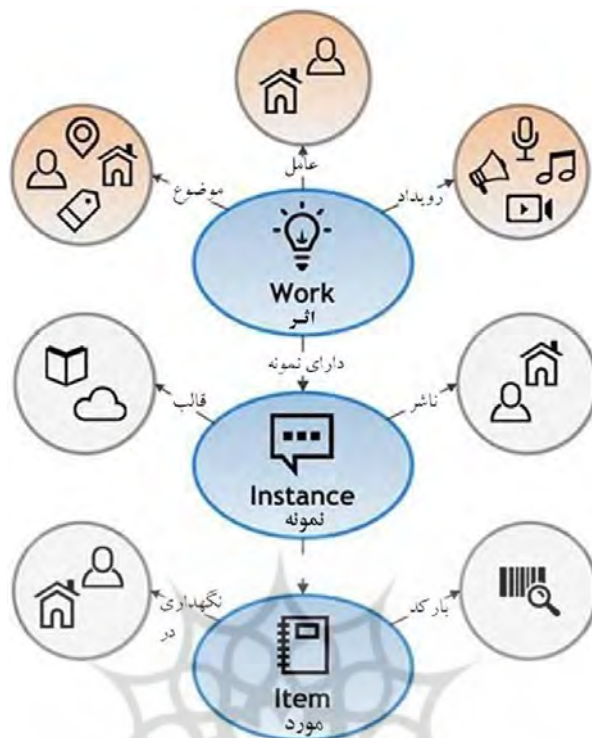 عامل
موضوع
رویداد
Work
اثر
دارای نمونه
قالب
ناشر
Instance
نمونه
نگهداری
در
بارکد
Item
مورد